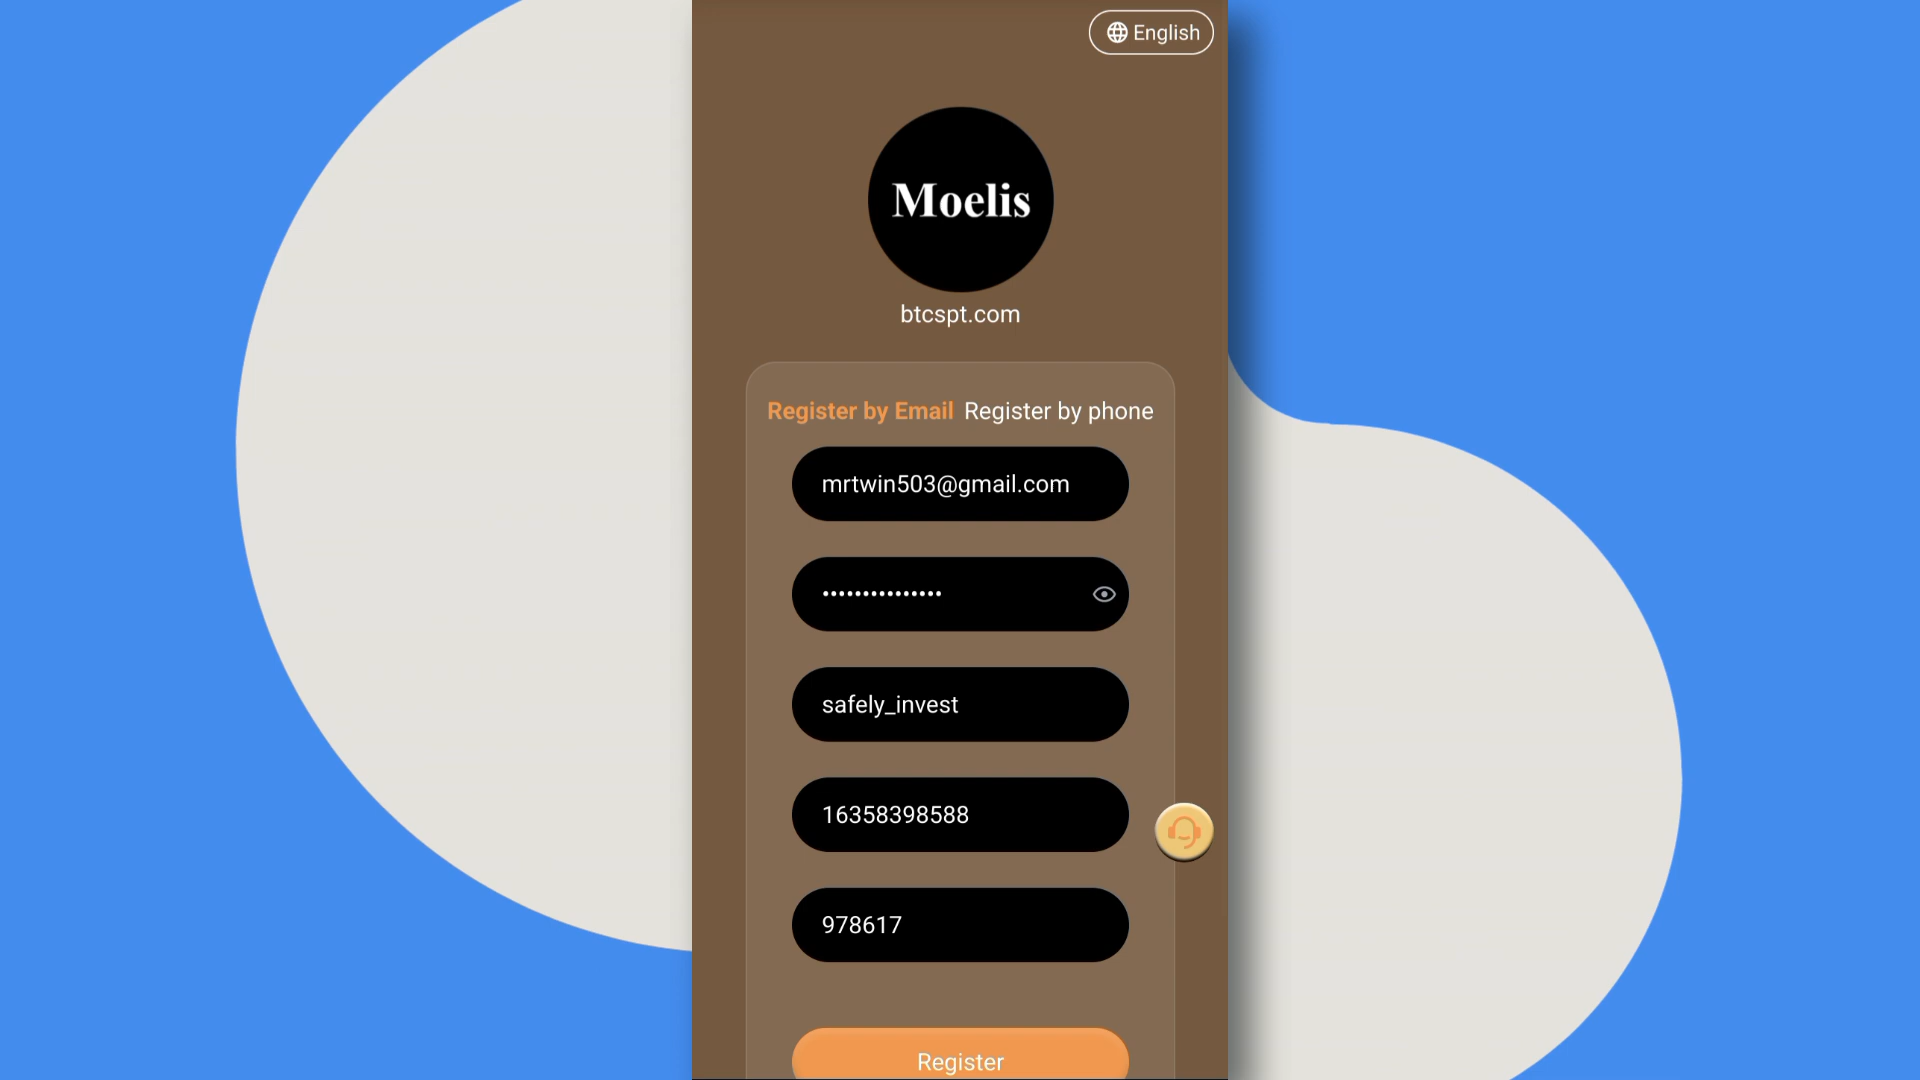 English
Moelis
btcspt.com
Register by Email Register by phone
mrtwin503@gmail.com
•••••••••••••••
safely_invest
16358398588
978617
Register